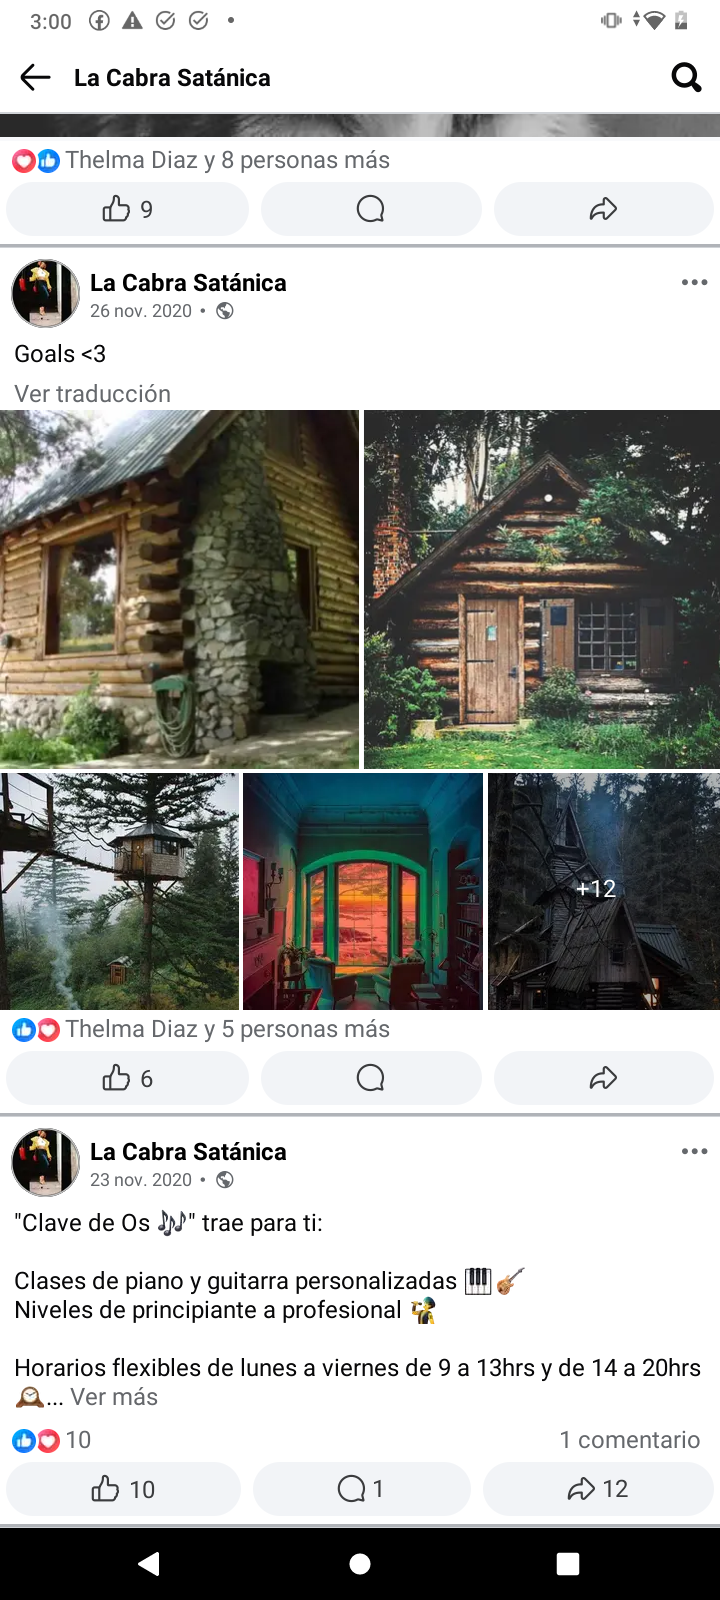 3:00
La Cabra Satánica
Thelma Diaz y 8 personas más
9
La Cabra Satánica
26 nov. 2020 •
Goals <3
Ver traducción
+12
Thelma Diaz y 5 personas más
6
La Cabra Satánica
23 nov. 2020 •
"Clave de Os 🎶" trae para ti:
Clases de piano y guitarra personalizadas 🎹🎸
Niveles de principiante a profesional 👨‍🎤
Horarios flexibles de lunes a viernes de 9 a 13hrs y de 14 a 20hrs
🕰️... Ver más
10
1 comentario
10
1
12